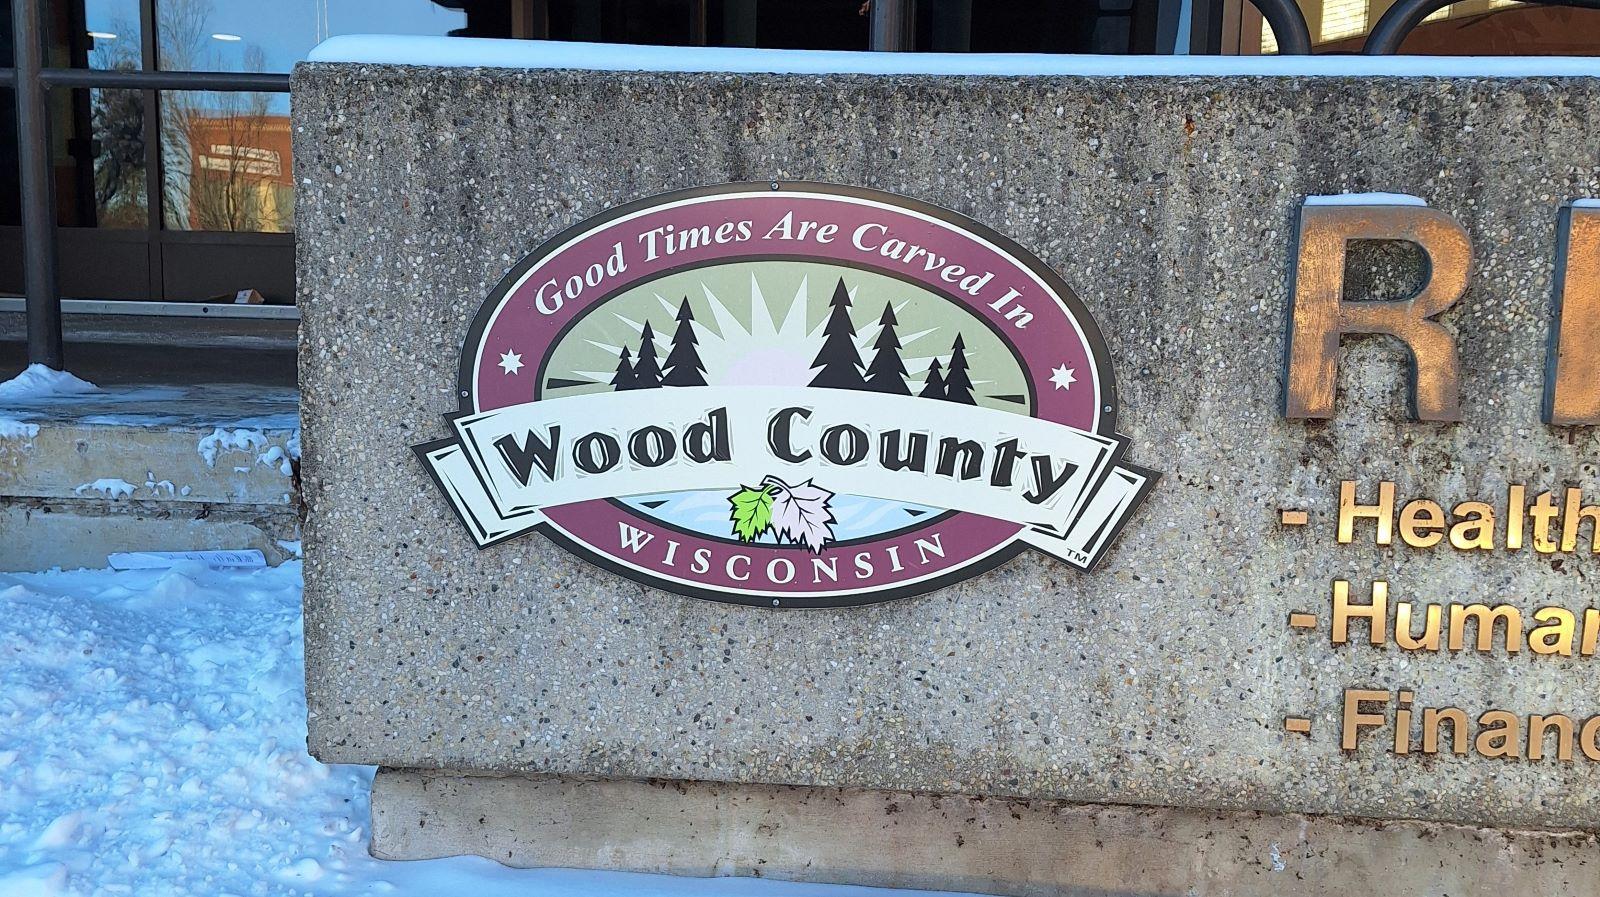 Good Times Are Carved In
Wood County
TM
WISCONSIN
R
- Health
- Human
- Financ